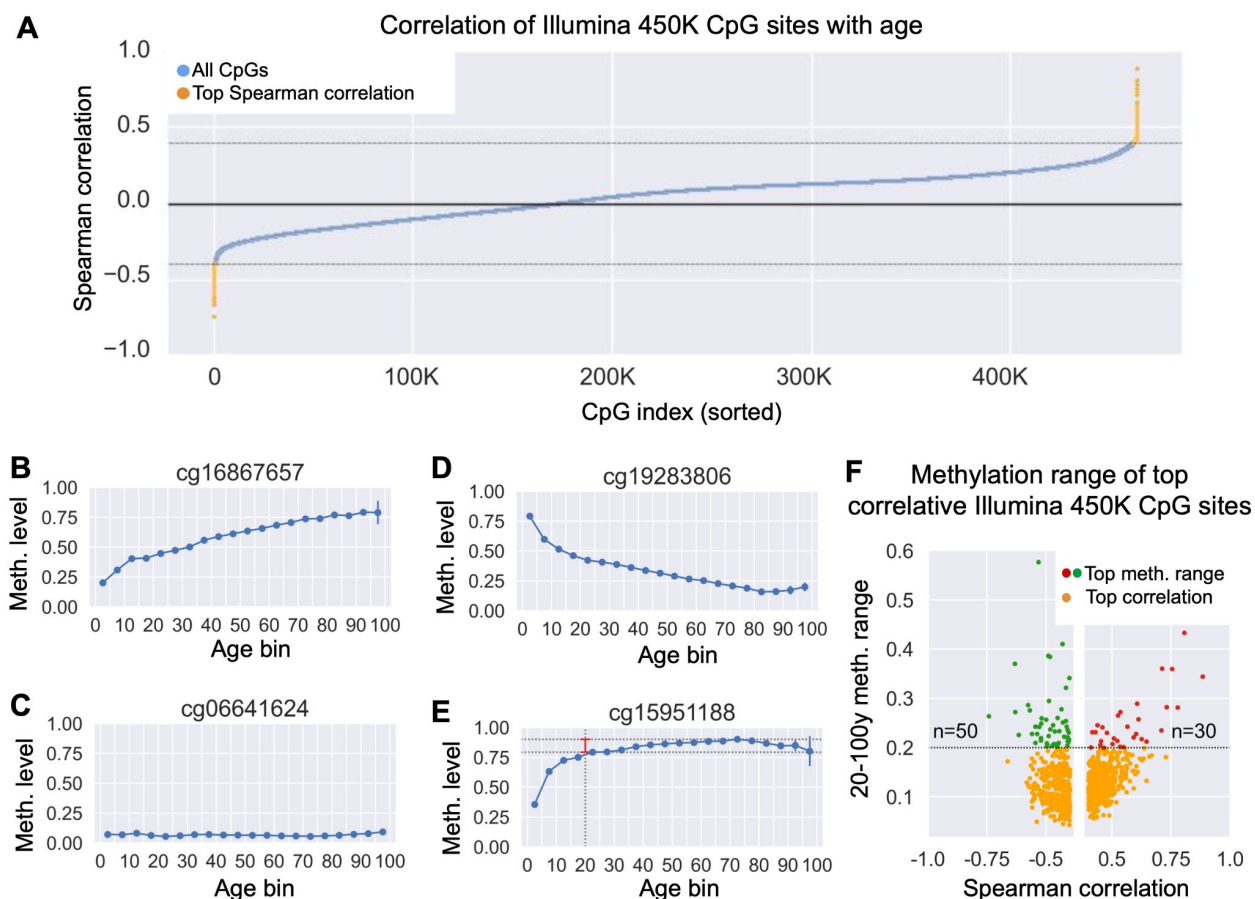 A
Correlation of Illumina 450K CpG sites with age
Spearman correlation
1.0
0.5
0.0
−0.5
−1.0
All CpGs
Top Spearman correlation
0 100K 200K 300K 400K
CpG index (sorted)
B
cg16867657
Meth. level
1.00
0.75
0.50
0.25
0.00
0 10 20 30 40 50 60 70 80 90 100
Age bin
C
cg06641624
Meth. level
1.00
0.75
0.50
0.25
0.00
0 10 20 30 40 50 60 70 80 90 100
Age bin
D
cg19283806
Meth. level
1.00
0.75
0.50
0.25
0.00
0 10 20 30 40 50 60 70 80 90 100
Age bin
E
cg15951188
Meth. level
1.00
0.75
0.50
0.25
0.00
0 10 20 30 40 50 60 70 80 90 100
Age bin
F
Methylation range of top
correlative Illumina 450K CpG sites
20-100y meth. range
0.6
0.5
0.4
0.3
0.2
0.1
Top meth. range
Top correlation
n=50
n=30
-1.0 -0.75 -0.5 0.5 0.75 1.0
Spearman correlation